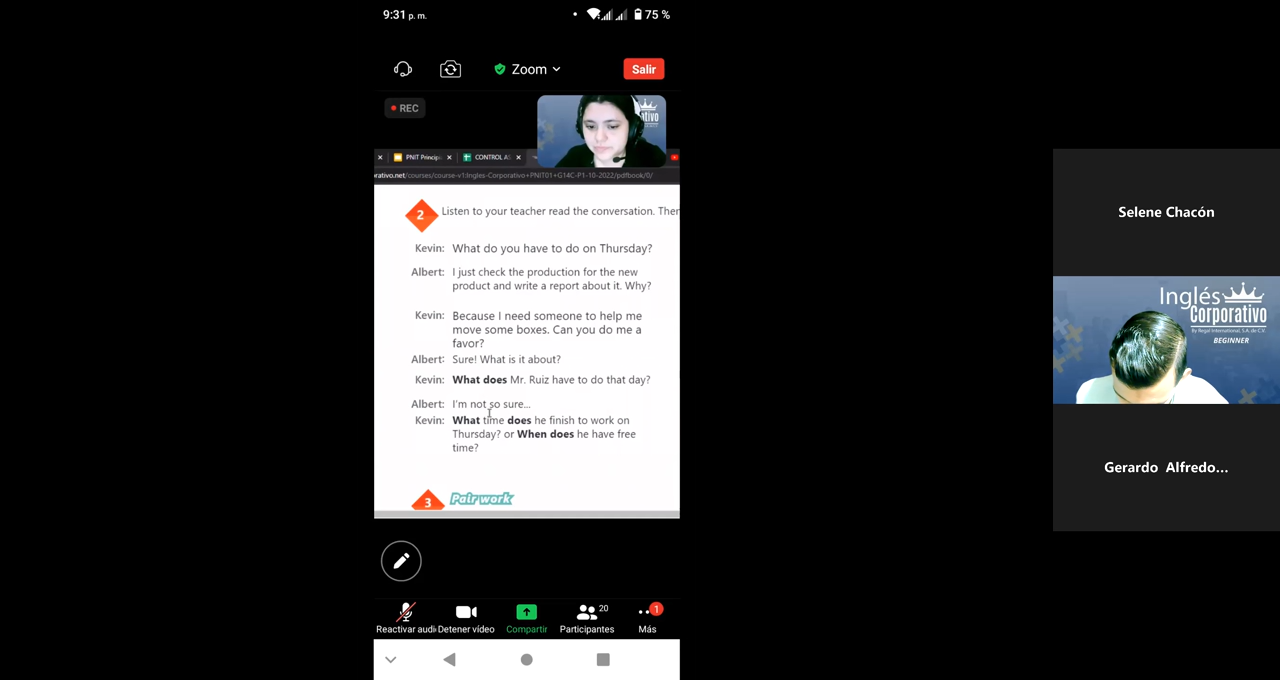 9:31 p. m.
75 %
Zoom
Salir
REC
PNIT Princip
CONTROL A
orativo.net/courses/course-v1:Ingles-Corporativo+PNIT01+G14C-P1-10-2022/pdfbook/0/
2
Listen to your teacher read the conversation. Then
Kevin: What do you have to do on Thursday?
Albert: I just check the production for the new
product and write a report about it. Why?
Kevin: Because I need someone to help me
move some boxes. Can you do me a
favor?
Albert: Sure! What is it about?
Kevin: What does Mr. Ruiz have to do that day?
Albert: I'm not so sure...
Kevin: What time does he finish to work on
Thursday? or When does he have free
time?
3
Pair work
20
1
Reactivar audi
Detener vídeo
Compartir
Participantes
Más
Selene Chacón
Inglés
Corporativo
By Regal International, S.A. de C.V.
BEGINNER
Gerardo Alfredo...